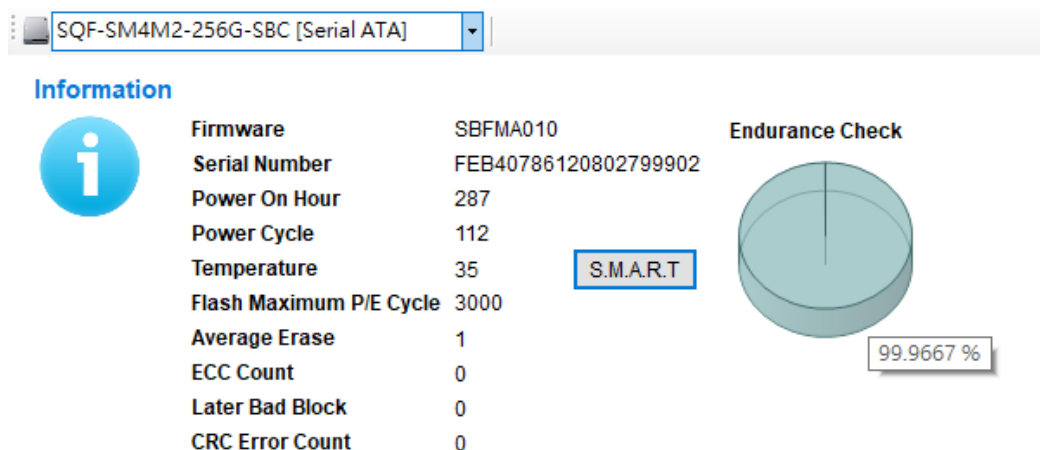 SQF-SM4M2-256G-SBC [Serial ATA]
Information
Firmware SBFMA010
Endurance Check
Serial Number FEB40786120802799902
Power On Hour 287
Power Cycle 112
Temperature 35
S.M.A.R.T
Flash Maximum P/E Cycle 3000
Average Erase 1
99.9667 %
ECC Count 0
Later Bad Block 0
CRC Error Count 0